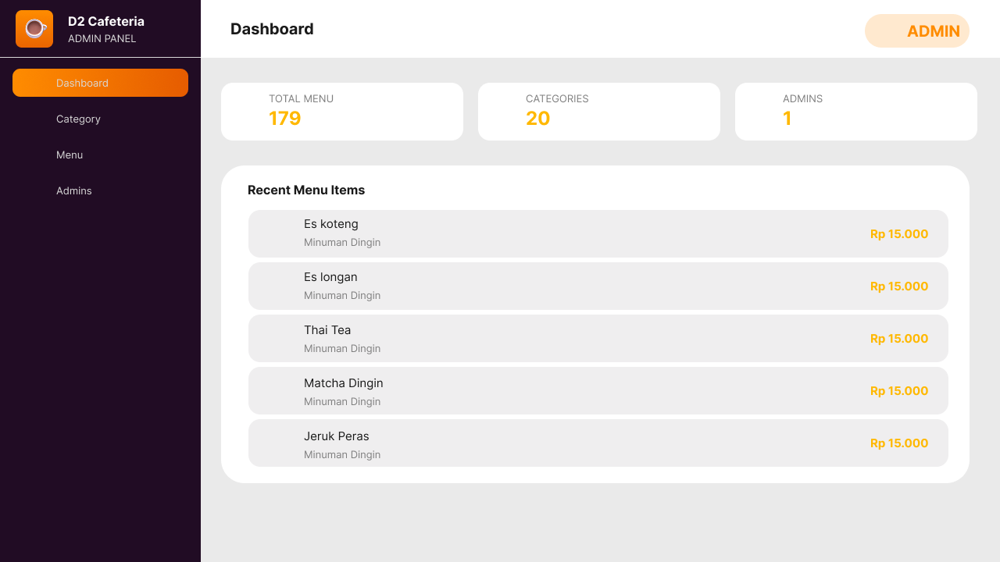 D2 Cafeteria
ADMIN PANEL
Dashboard
Category
Menu
Admins
Dashboard
ADMIN
TOTAL MENU
179
CATEGORIES
20
ADMINS
1
Recent Menu Items
Es koteng
Minuman Dingin
Rp 15.000
Es longan
Minuman Dingin
Rp 15.000
Thai Tea
Minuman Dingin
Rp 15.000
Matcha Dingin
Minuman Dingin
Rp 15.000
Jeruk Peras
Minuman Dingin
Rp 15.000